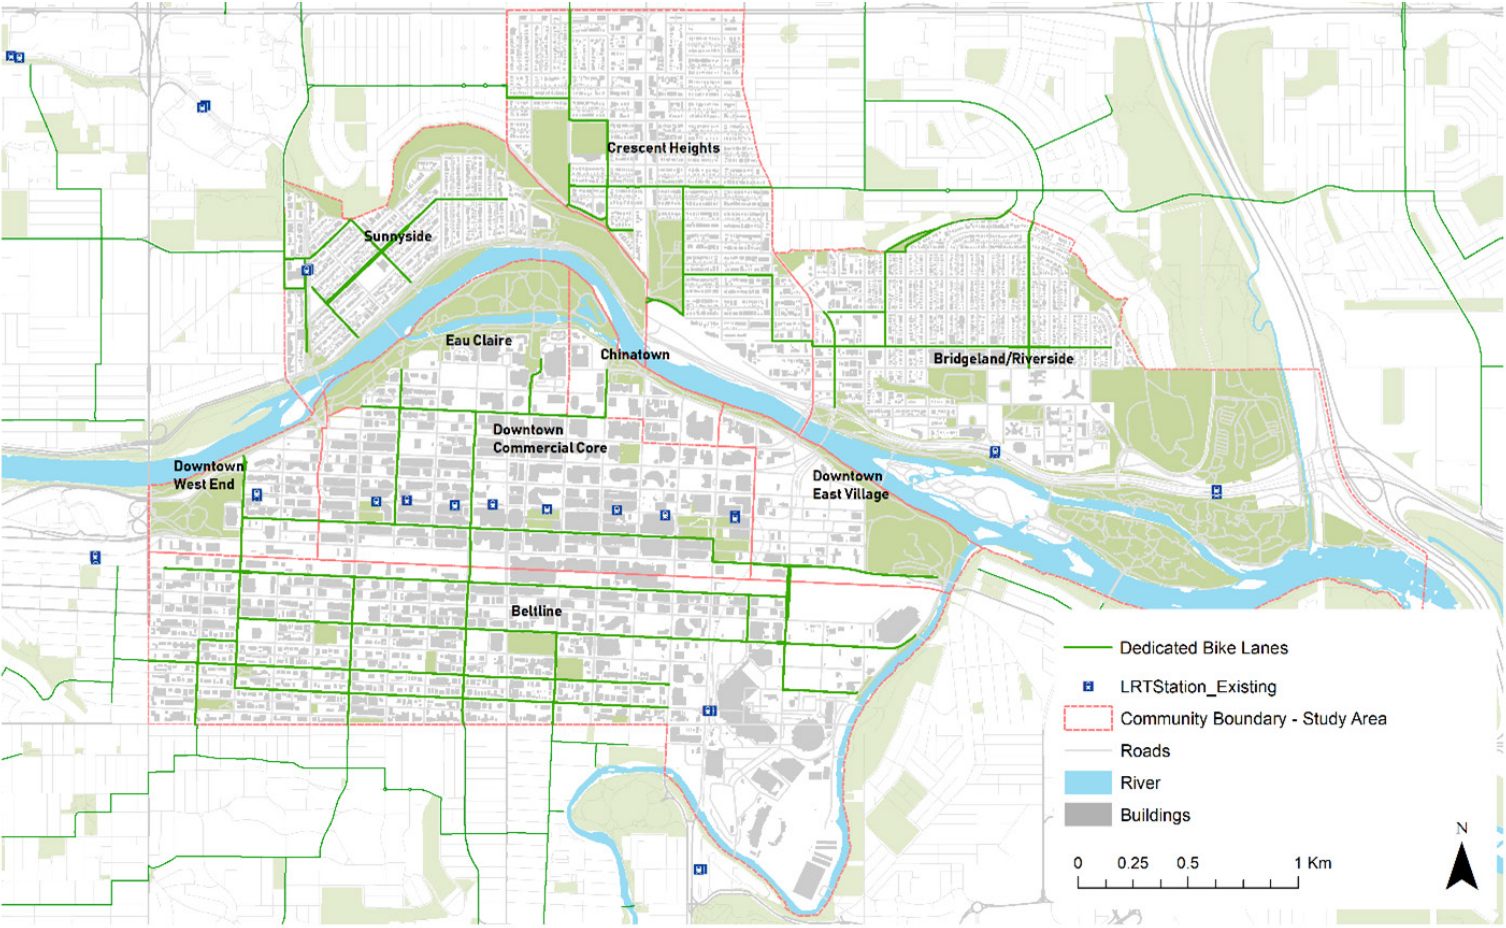 Crescent Heights
Sunnyside
Eau Claire
Chinatown
Bridgeland/Riverside
Downtown
Commercial Core
Downtown
West End
Downtown
East Village
Beltline
Dedicated Bike Lanes
LRTStation_Existing
Community Boundary - Study Area
Roads
River
Buildings
N
0 0.25 0.5 1 Km